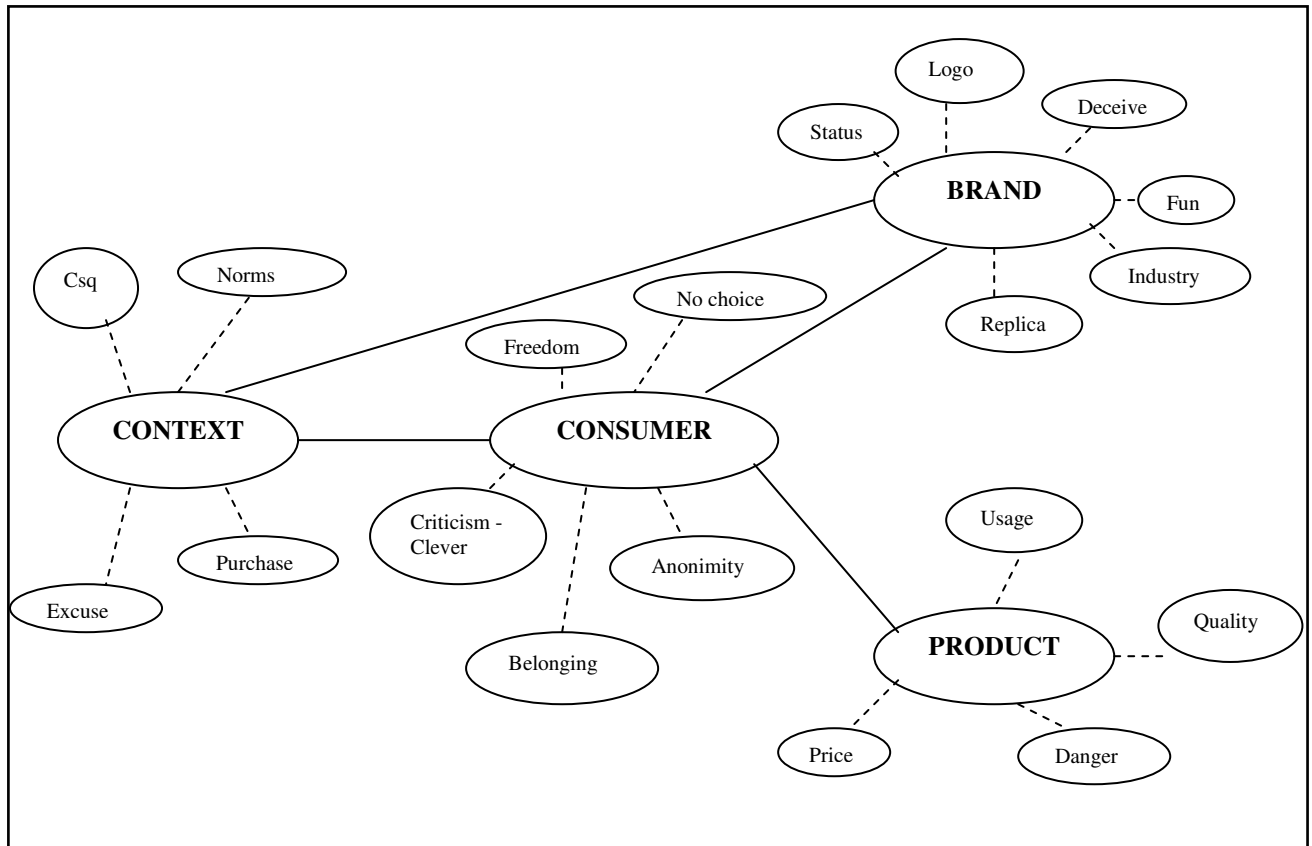 Logo
Deceive
Status
BRAND
Fun
Csq
Norms
Industry
No choice
Replica
Freedom
CONTEXT
CONSUMER
Criticism -
Clever
Usage
Purchase
Anonimity
Excuse
Quality
PRODUCT
Belonging
Price
Danger